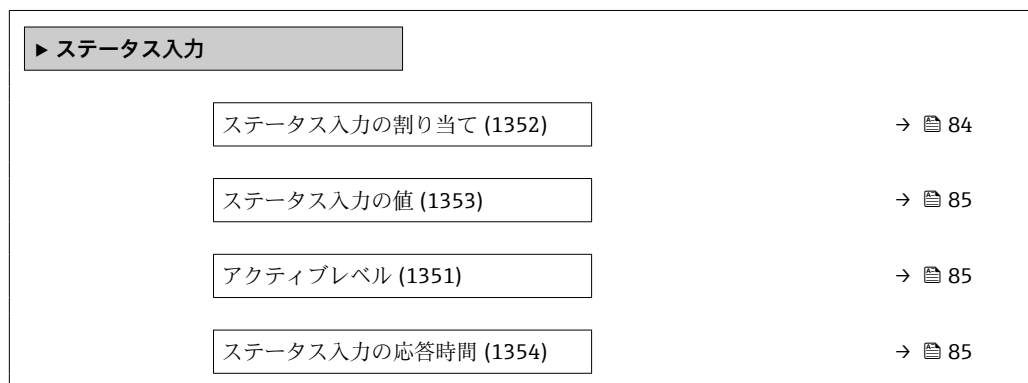 ▶ ステータス入力
ステータス入力の割り当て (1352) → 84
ステータス入力の値 (1353) → 85
アクティブレベル (1351) → 85
ステータス入力の応答時間 (1354) → 85